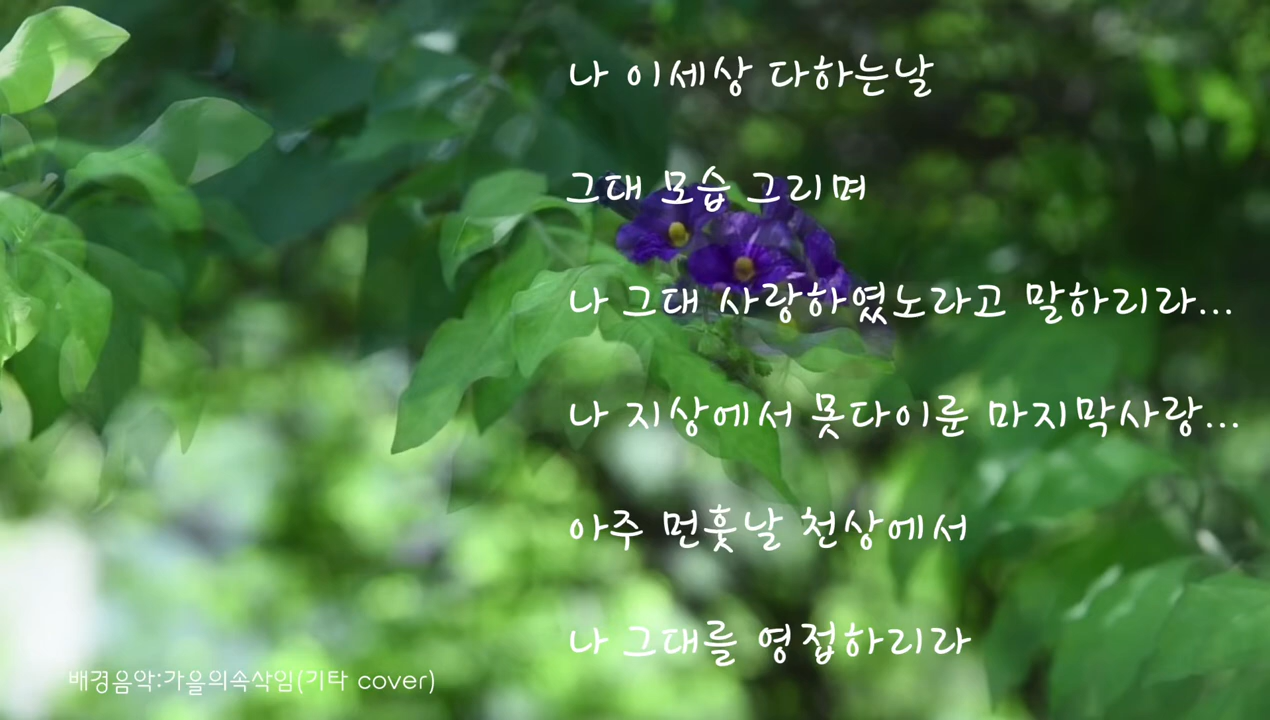 나 이세상 다하는날
그대 모습 그리며
나 그대 사랑하였노라고 말하리라...
나 지상에서 못다이룬 마지막사랑...
아주 먼훗날 천상에서
나 그대를 영접하리라
배경음악:가을의속삭임(기타 cover)